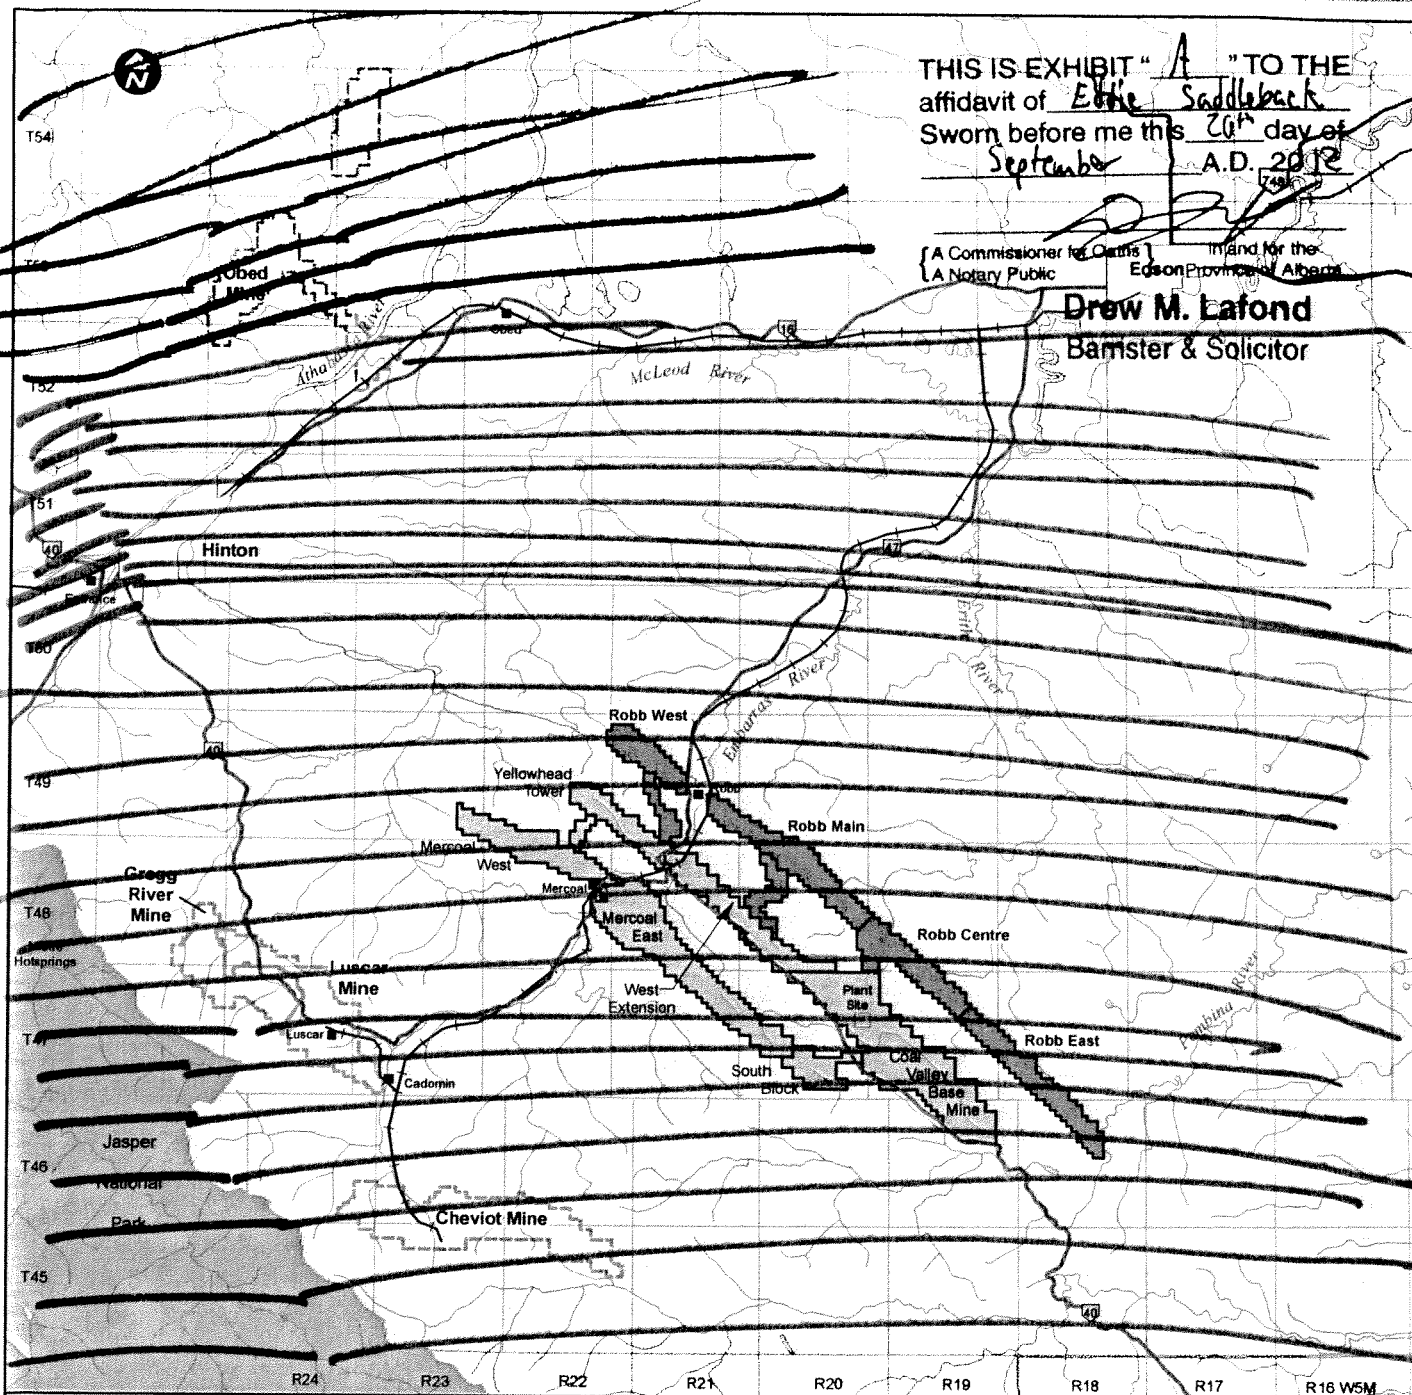 THIS IS EXHIBIT " A " TO THE
affidavit of Eddie Saddleback
Sworn before me this 20th day of
September A.D. 2012
A Commissioner for Oaths
A Notary Public
in and for the
Province of Alberta
Edson
Drew M. Lafond
Barrister & Solicitor
N
T54
748
T53
Obed
Mine
Athabasca River
Obed
16
McLeod River
T52
T51
40
Hinton
47
Entrance
Erith River
T50
Embarras River
Robb West
40
T49
Yellowhead
Tower
Robb
Robb Main
Mercoal
West
Gregg
River
Mine
Mercoal
T48
Mercoal
East
Robb Centre
Hotsprings
Luscar
Mine
West
Extension
Plant
Site
Pembina River
T47
Luscar
Robb East
Cadomin
South
Block
Coal
Valley
Base
Mine
Jasper
National
Park
T46
Cheviot Mine
T45
40
R24
R23
R22
R21
R20
R19
R18
R17
R16 W5M